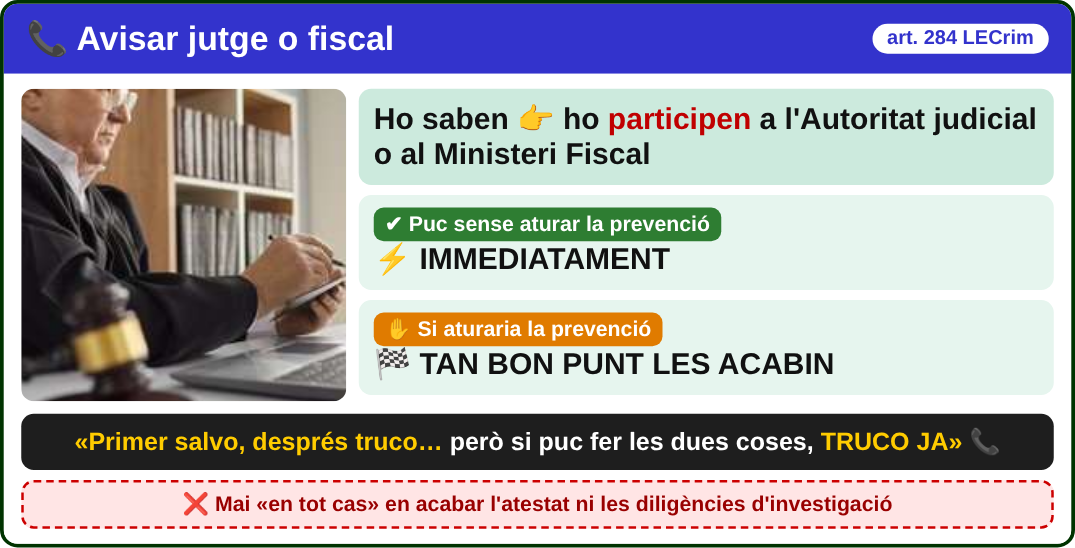 📞 Avisar jutge o fiscal
art. 284 LECrim
Ho saben 👉 ho participen a l'Autoritat judicial
o al Ministeri Fiscal
✔ Puc sense aturar la prevenció
⚡ IMMEDIATAMENT
✋ Si aturaria la prevenció
🏁 TAN BON PUNT LES ACABIN
«Primer salvo, després truco… però si puc fer les dues coses, TRUCO JA» 📞
❌ Mai «en tot cas» en acabar l'atestat ni les diligències d'investigació